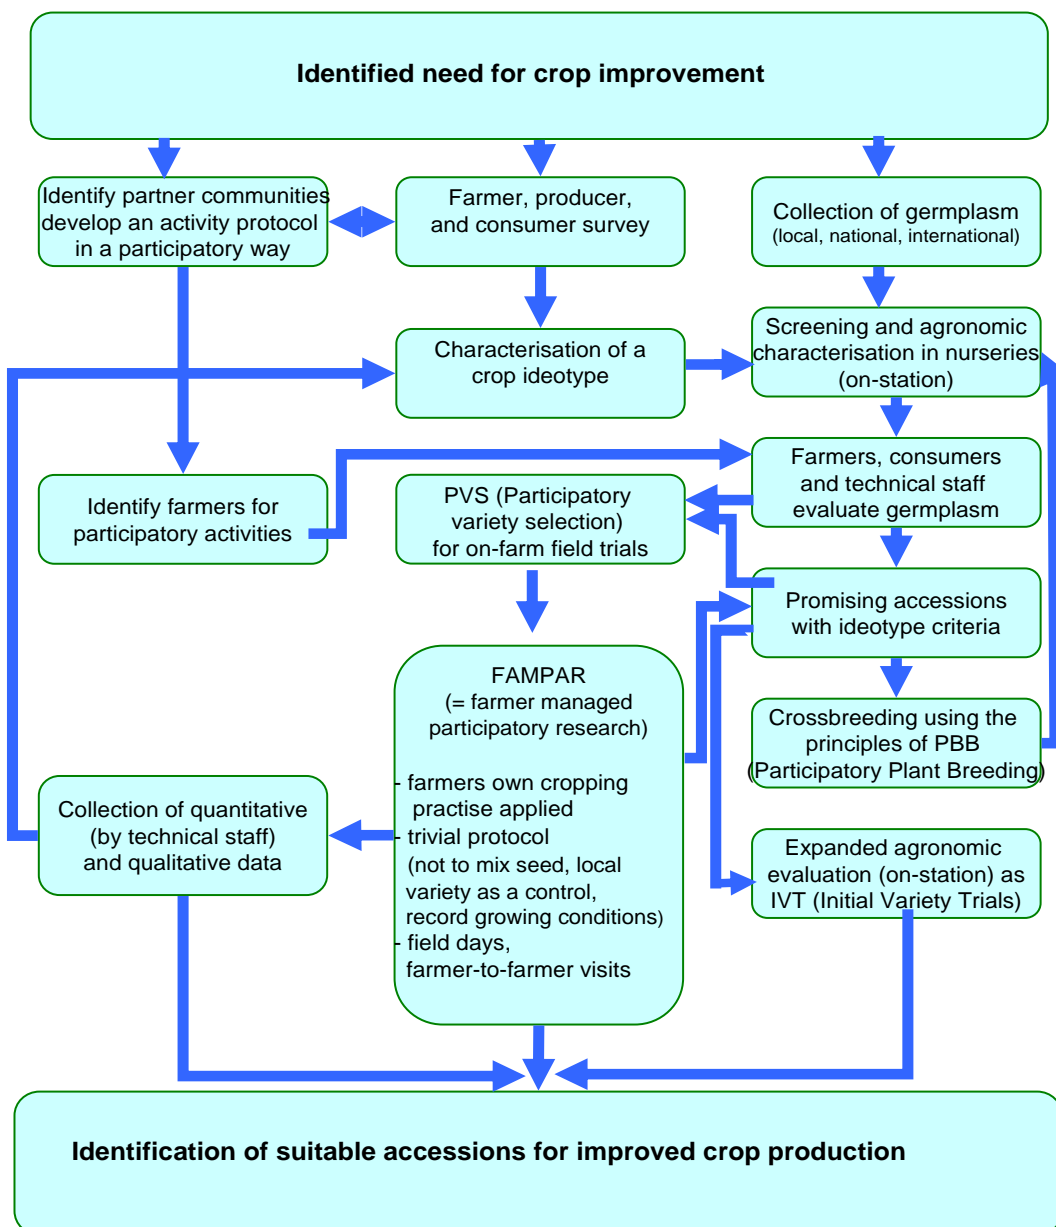 Identified need for crop improvement
Identify partner communities
develop an activity protocol
in a participatory way
Farmer, producer,
and consumer survey
Collection of germplasm
(local, national, international)
Characterisation of a
crop ideotype
Screening and agronomic
characterisation in nurseries
(on-station)
Identify farmers for
participatory activities
PVS (Participatory
variety selection)
for on-farm field trials
Farmers, consumers
and technical staff
evaluate germplasm
Promising accessions
with ideotype criteria
FAMPAR
(= farmer managed
participatory research)
- farmers own cropping
practise applied
- trivial protocol
(not to mix seed, local
variety as a control,
record growing conditions)
- field days,
farmer-to-farmer visits
Crossbreeding using the
principles of PBB
(Participatory Plant Breeding)
Collection of quantitative
(by technical staff)
and qualitative data
Expanded agronomic
evaluation (on-station) as
IVT (Initial Variety Trials)
Identification of suitable accessions for improved crop production